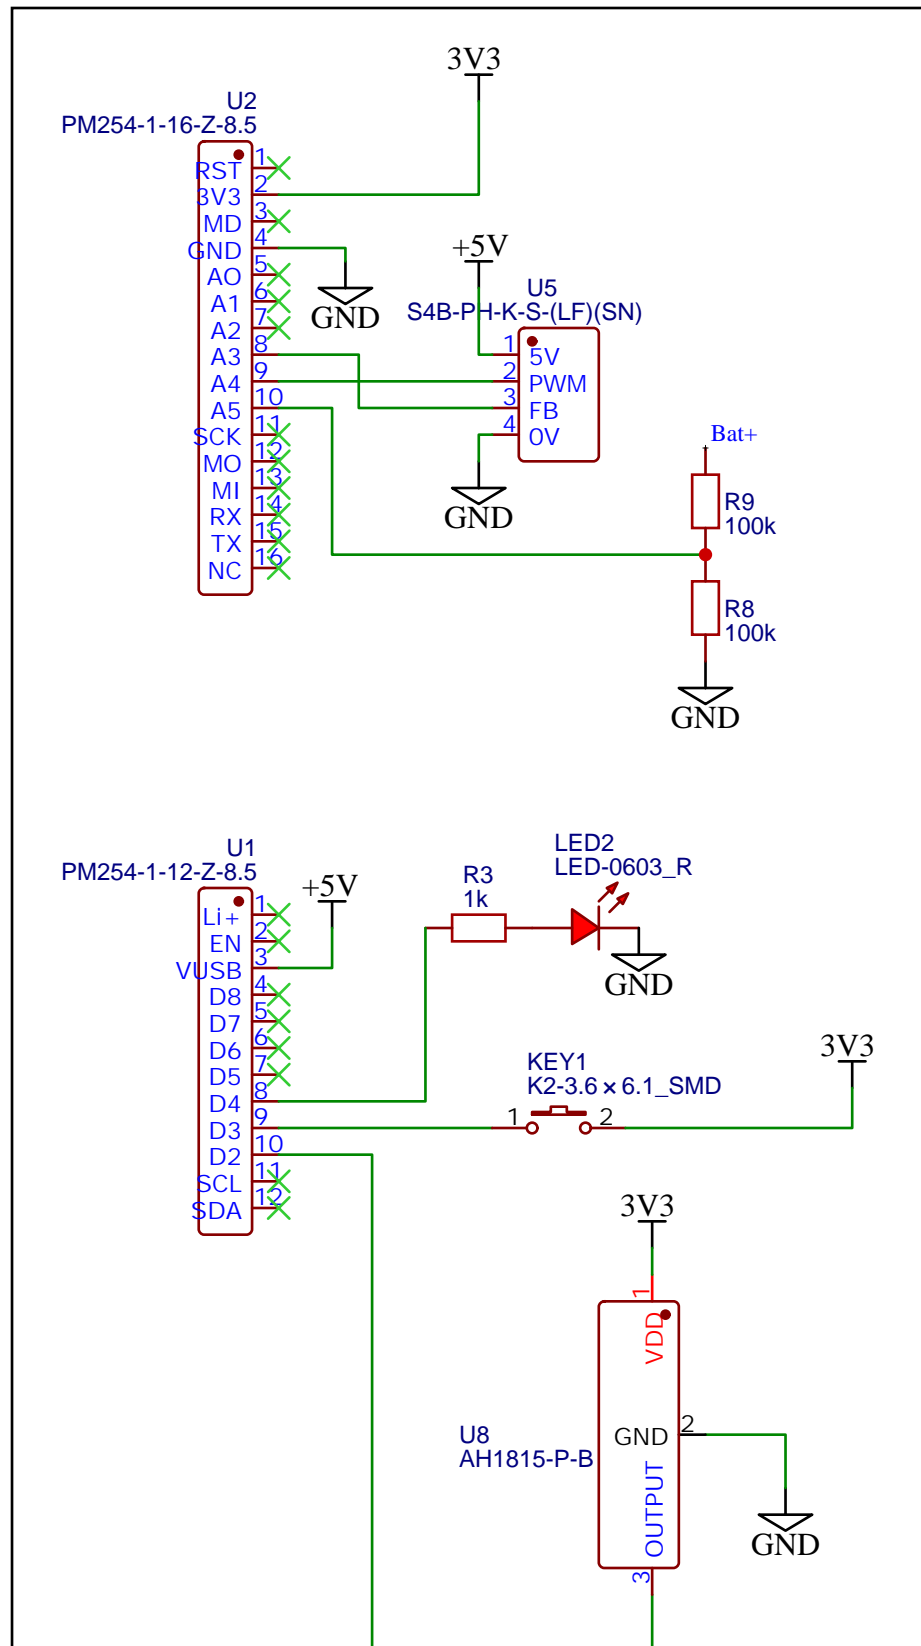 3V3
U2
PM254-1-16-Z-8.5
RST 1
3V3 2
MD 3
GND 4
AO 5
A1 6
A2 7
A3 8
A4 9
A5 10
SCK 11
MO 12
MI 13
RX 14
TX 15
NC 16
GND
+5V
U5
S4B-PH-K-S-(LF)(SN)
1 5V
2 PWM
3 FB
4 0V
GND
Bat+
R9
100k
R8
100k
GND
U1
PM254-1-12-Z-8.5
+5V
Li+ 1
EN 2
VUSB 3
D8 4
D7 5
D6 6
D5 7
D4 8
D3 9
D2 10
SCL 11
SDA 12
R3
1k
LED2
LED-0603_R
GND
KEY1
K2-3.6×6.1_SMD
1 2
3V3
3V3
1
VDD
U8
AH1815-P-B
GND 2
OUTPUT
3
GND